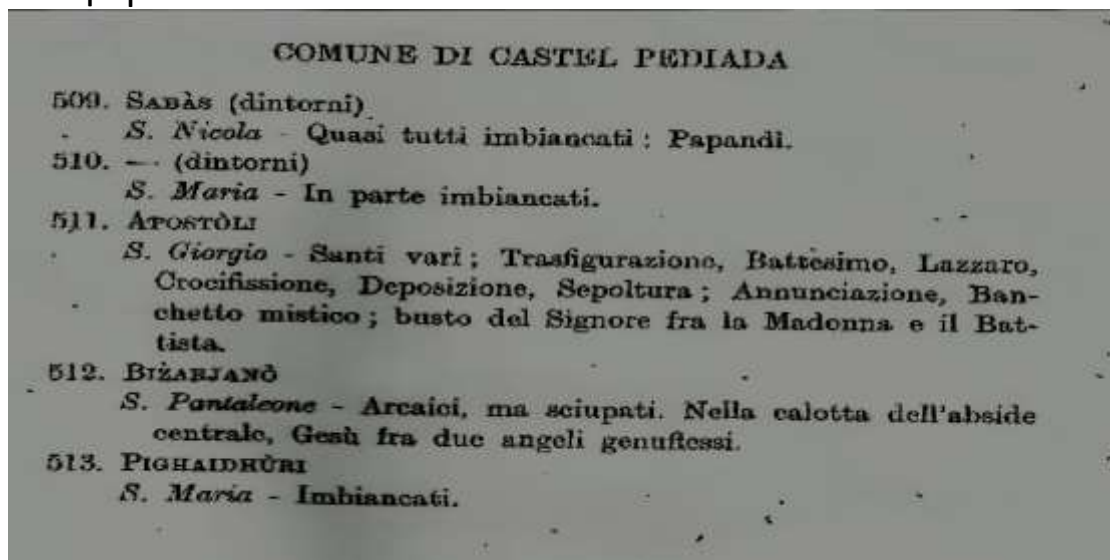 COMUNE DI CASTEL PEDIADA
509. SABÀS (dintorni)
S. Nicola - Quasi tutti imbiancati : Papandi.
510. — (dintorni)
S. Maria - In parte imbiancati.
511. APOSTÒLI
S. Giorgio - Santi vari ; Trasfigurazione, Battesimo, Lazzaro,
Crocifissione, Deposizione, Sepoltura ; Annunciazione, Ban-
chetto mistico ; busto del Signore fra la Madonna e il Bat-
tista.
512. BIŻARJANÒ
S. Pantaleone - Arcaici, ma sciupati. Nella calotta dell'abside
centrale, Gesù fra due angeli genuflessi.
513. PIGHAIDHÙRI
S. Maria - Imbiancati.